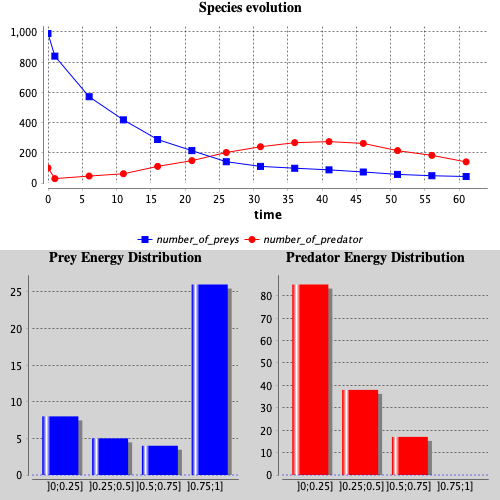 Species evolution
1,000
800
600
400
200
0
0 5 10 15 20 25 30 35 40 45 50 55 60
time
number_of_preys number_of_predator
Prey Energy Distribution
25
20
15
10
5
0
]0;0.25] ]0.25;0.5] ]0.5;0.75] ]0.75;1]
Predator Energy Distribution
80
70
60
50
40
30
20
10
0
]0;0.25] ]0.25;0.5] ]0.5;0.75] ]0.75;1]